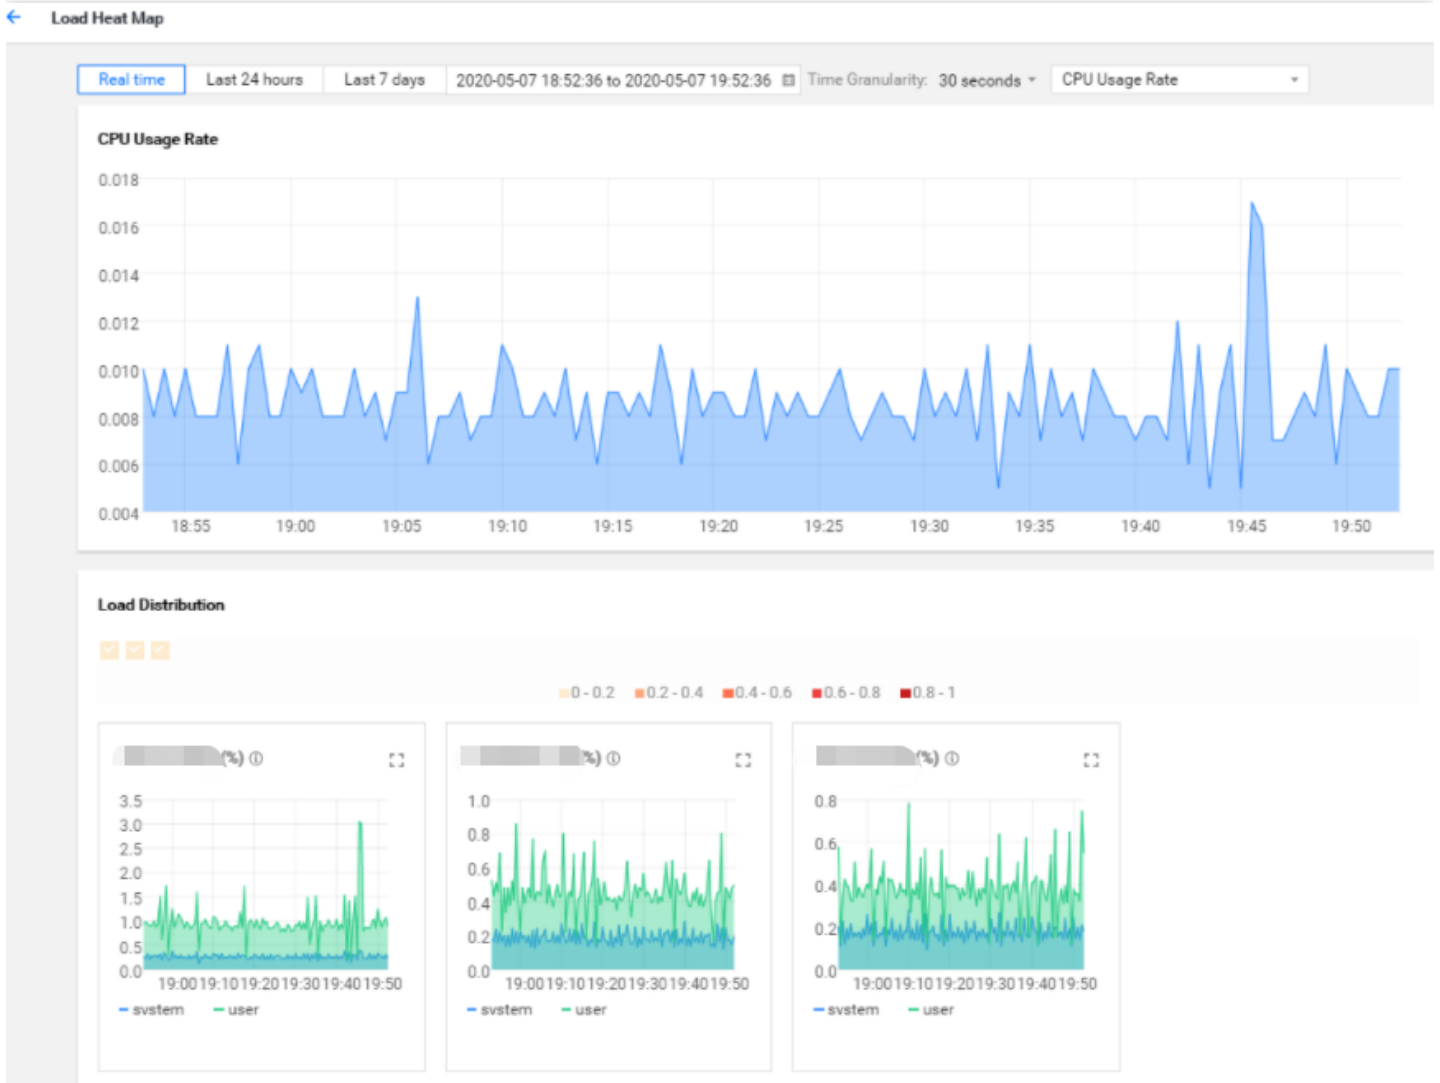 Load Heat Map
Real time Last 24 hours Last 7 days 2020-05-07 18:52:36 to 2020-05-07 19:52:36 Time Granularity: 30 seconds CPU Usage Rate
CPU Usage Rate
0.018
0.016
0.014
0.012
0.010
0.008
0.006
0.004
18:55 19:00 19:05 19:10 19:15 19:20 19:25 19:30 19:35 19:40 19:45 19:50
Load Distribution
0 - 0.2 0.2 - 0.4 0.4 - 0.6 0.6 - 0.8 0.8 - 1
(%)
3.5
3.0
2.5
2.0
1.5
1.0
0.5
0.0
19:00 19:10 19:20 19:30 19:40 19:50
system user
%)
1.0
0.8
0.6
0.4
0.2
0.0
19:00 19:10 19:20 19:30 19:40 19:50
system user
(%)
0.8
0.6
0.4
0.2
0.0
19:00 19:10 19:20 19:30 19:40 19:50
system user